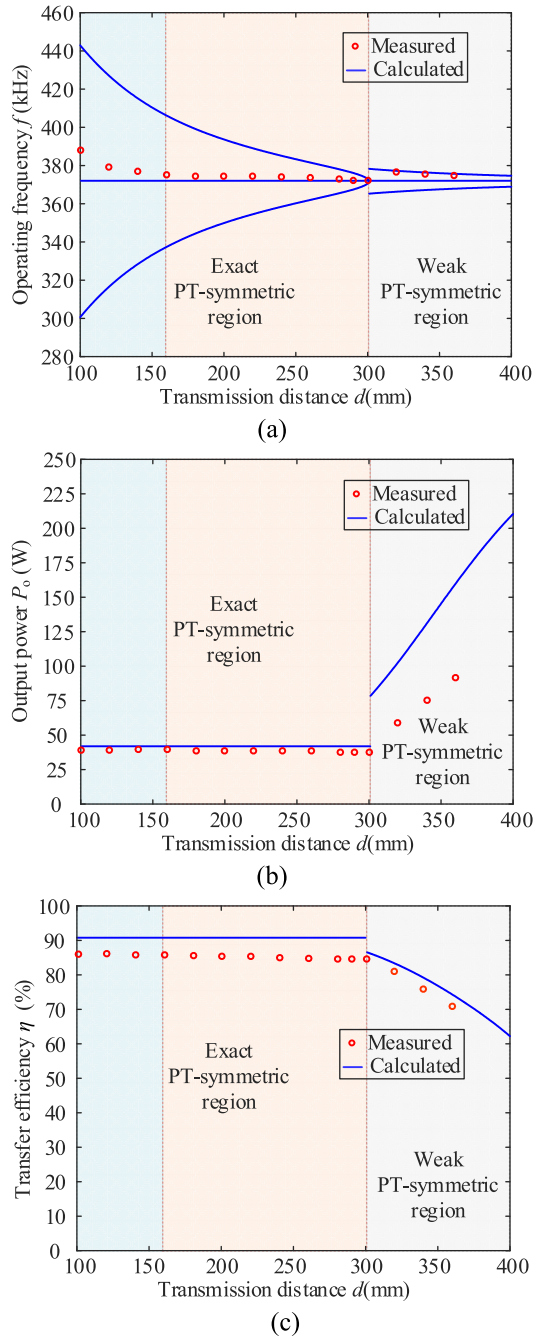 460
440
420
400
380
360
340
320
300
280
Operating frequency f (kHz)
Measured
Calculated
Exact
PT-symmetric
region
Weak
PT-symmetric
region
100 150 200 250 300 350 400
Transmission distance d(mm)
(a)
250
225
200
175
150
125
100
75
50
25
0
Output power Po (W)
Measured
Calculated
Exact
PT-symmetric
region
Weak
PT-symmetric
region
100 150 200 250 300 350 400
Transmission distance d(mm)
(b)
100
90
80
70
60
50
40
30
20
10
0
Transfer efficiency η (%)
Measured
Calculated
Exact
PT-symmetric
region
Weak
PT-symmetric
region
100 150 200 250 300 350 400
Transmission distance d(mm)
(c)